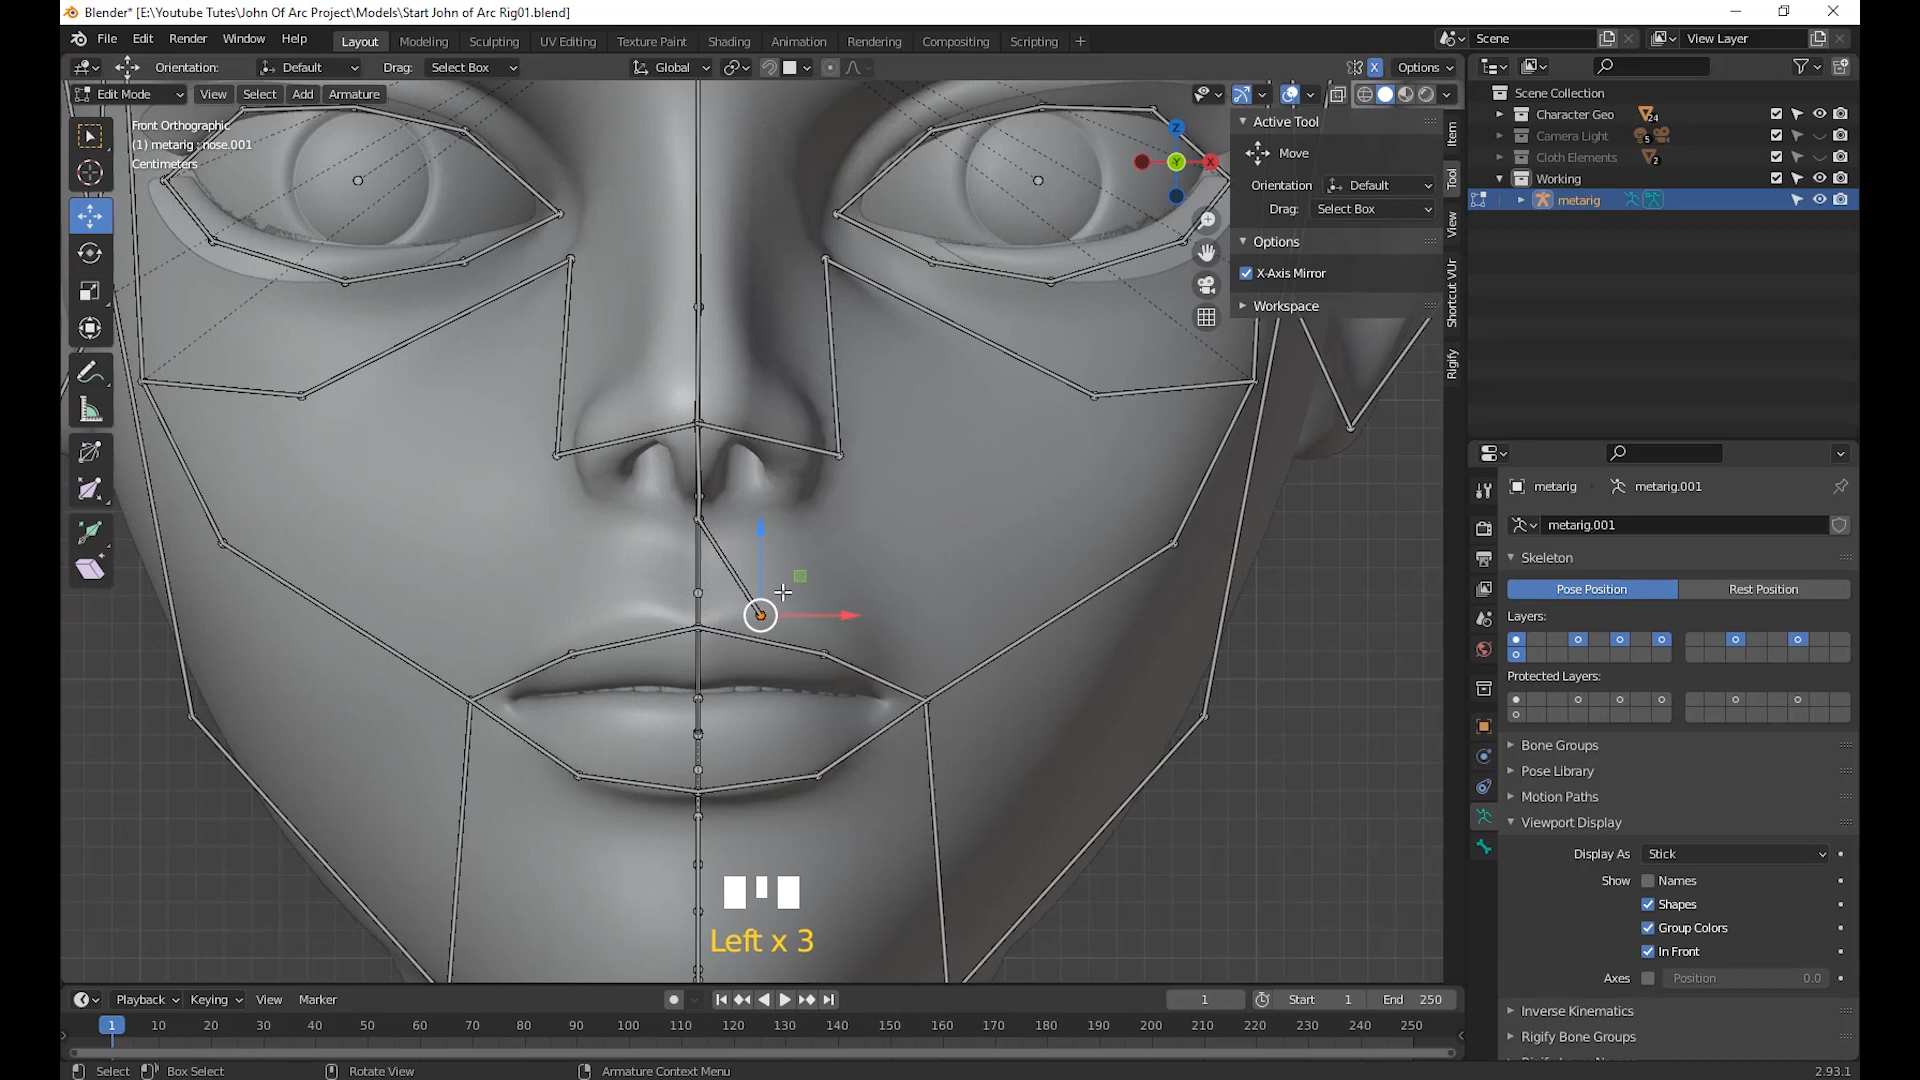 Blender* [E:\Youtube Tutes\John Of Arc Project\Models\Start John of Arc Rig01.blend]
File Edit Render Window Help Layout Modeling Sculpting UV Editing Texture Paint Shading Animation Rendering Compositing Scripting + Scene View Layer
Orientation: Default Drag: Select Box Global Options
Edit Mode View Select Add Armature
Front Orthographic
(1) metarig : nose.001
Centimeters
Active Tool
Move
Orientation Default
Drag: Select Box
Options
X-Axis Mirror
Workspace
Item
Tool
View
Shortcut VUr
Rigify
Z
Y
X
Scene Collection
Character Geo 24
Camera Light 5
Cloth Elements 2
Working
metarig
metarig metarig.001
metarig.001
Skeleton
Pose Position Rest Position
Layers:
Protected Layers:
Bone Groups
Pose Library
Motion Paths
Viewport Display
Display As Stick
Show Names
Shapes
Group Colors
In Front
Axes Position 0.0
Inverse Kinematics
Rigify Bone Groups
Left x 3
Playback Keying View Marker 1 Start 1 End 250
1 10 20 30 40 50 60 70 80 90 100 110 120 130 140 150 160 170 180 190 200 210 220 230 240 250
Select Box Select Rotate View Armature Context Menu 2.93.1